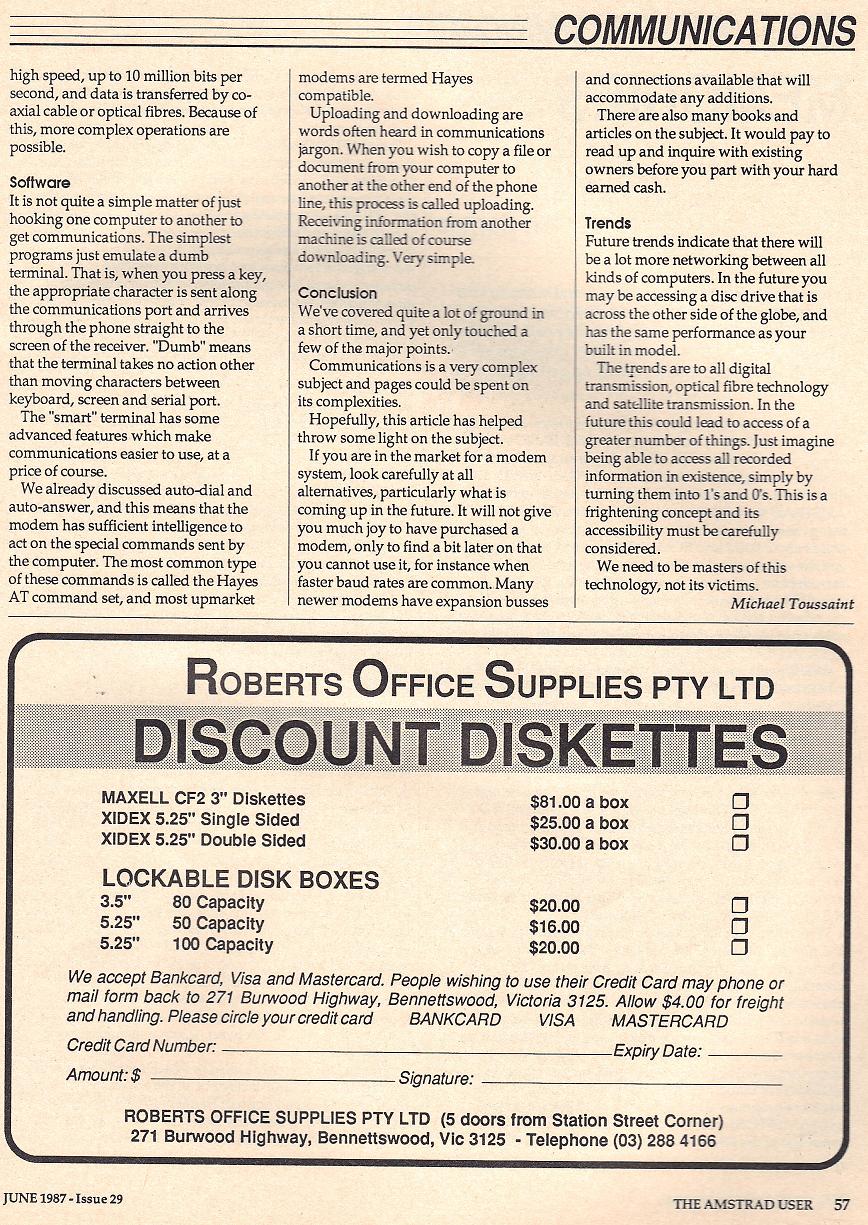 COMMUNICATIONS
high speed, up to 10 million bits per
second, and data is transferred by co-
axial cable or optical fibres. Because of
this, more complex operations are
possible.
Software
It is not quite a simple matter of just
hooking one computer to another to
get communications. The simplest
programs just emulate a dumb
terminal. That is, when you press a key,
the appropriate character is sent along
the communications port and arrives
through the phone straight to the
screen of the receiver. "Dumb" means
that the terminal takes no action other
than moving characters between
keyboard, screen and serial port.
The "smart" terminal has some
advanced features which make
communications easier to use, at a
price of course.
We already discussed auto-dial and
auto-answer, and this means that the
modem has sufficient intelligence to
act on the special commands sent by
the computer. The most common type
of these commands is called the Hayes
AT command set, and most upmarket
modems are termed Hayes
compatible.
Uploading and downloading are
words often heard in communications
jargon. When you wish to copy a file or
document from your computer to
another at the other end of the phone
line, this process is called uploading.
Receiving information from another
machine is called of course
downloading. Very simple.
Conclusion
We've covered quite a lot of ground in
a short time, and yet only touched a
few of the major points.
Communications is a very complex
subject and pages could be spent on
its complexities.
Hopefully, this article has helped
throw some light on the subject.
If you are in the market for a modem
system, look carefully at all
alternatives, particularly what is
coming up in the future. It will not give
you much joy to have purchased a
modem, only to find a bit later on that
you cannot use it, for instance when
faster baud rates are common. Many
newer modems have expansion busses
and connections available that will
accommodate any additions.
There are also many books and
articles on the subject. It would pay to
read up and inquire with existing
owners before you part with your hard
earned cash.
Trends
Future trends indicate that there will
be a lot more networking between all
kinds of computers. In the future you
may be accessing a disc drive that is
across the other side of the globe, and
has the same performance as your
built in model.
The trends are to all digital
transmission, optical fibre technology
and satellite transmission. In the
future this could lead to access of a
greater number of things. Just imagine
being able to access all recorded
information in existence, simply by
turning them into 1's and 0's. This is a
frightening concept and its
accessibility must be carefully
considered.
We need to be masters of this
technology, not its victims.
Michael Toussaint
ROBERTS OFFICE SUPPLIES PTY LTD
DISCOUNT DISKETTES
MAXELL CF2 3" Diskettes $81.00 a box
XIDEX 5.25" Single Sided $25.00 a box
XIDEX 5.25" Double Sided $30.00 a box
LOCKABLE DISK BOXES
3.5" 80 Capacity $20.00
5.25" 50 Capacity $16.00
5.25" 100 Capacity $20.00
We accept Bankcard, Visa and Mastercard. People wishing to use their Credit Card may phone or
mail form back to 271 Burwood Highway, Bennettswood, Victoria 3125. Allow $4.00 for freight
and handling. Please circle your credit card BANKCARD VISA MASTERCARD
Credit Card Number: Expiry Date:
Amount: $ Signature:
ROBERTS OFFICE SUPPLIES PTY LTD (5 doors from Station Street Corner)
271 Burwood Highway, Bennettswood, Vic 3125 - Telephone (03) 288 4166
JUNE 1987 - Issue 29 THE AMSTRAD USER 57